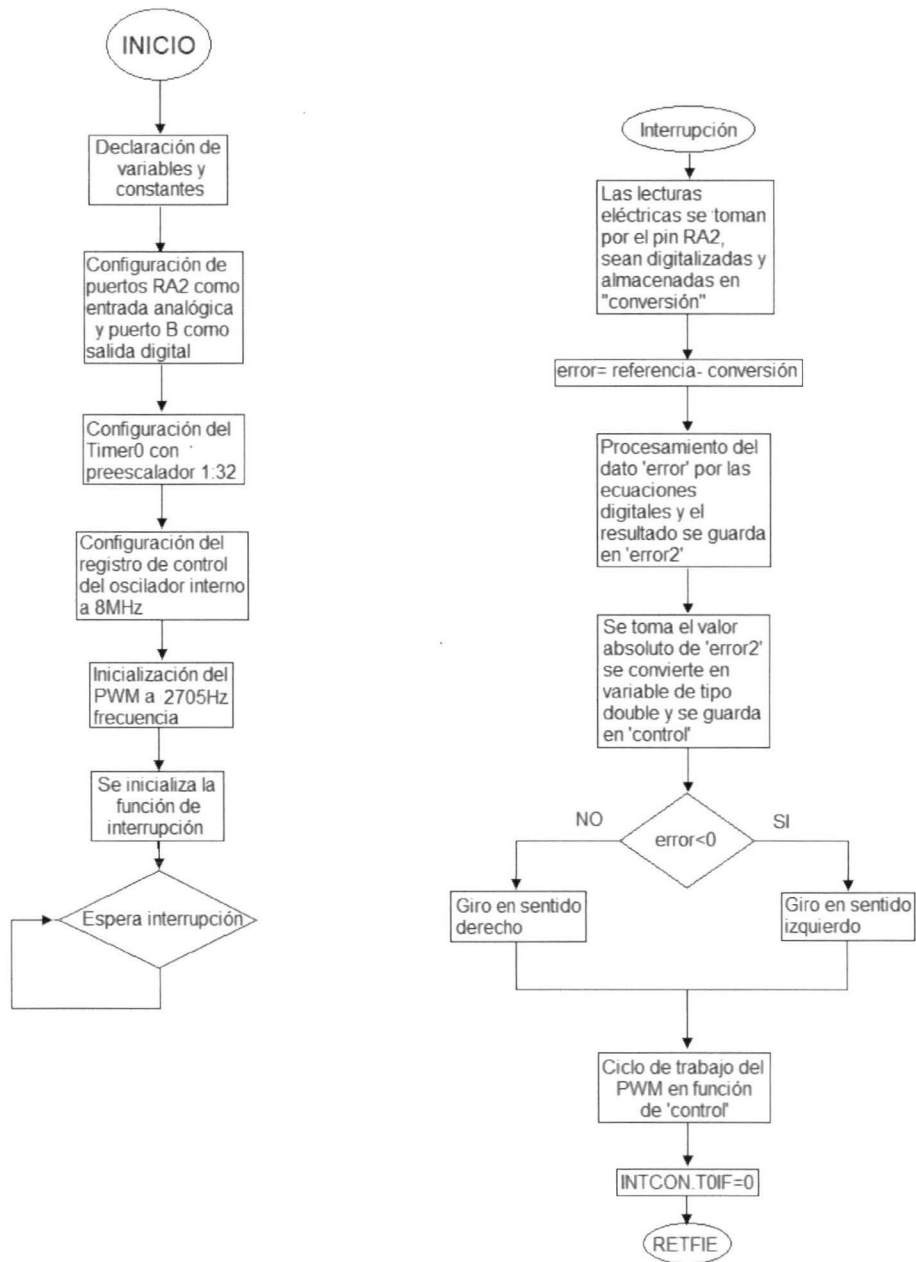 INICIO
Declaración de
variables y
constantes
Configuración de
puertos RA2 como
entrada analógica
y puerto B como
salida digital
Configuración del
Timer0 con
preescalador 1:32
Configuración del
registro de control
del oscilador interno
a 8MHz
Inicialización del
PWM a 2705Hz
frecuencia
Se inicializa la
función de
interrupción
Espera interrupción
Interrupción
Las lecturas
eléctricas se toman
por el pin RA2,
sean digitalizadas y
almacenadas en
"conversión"
error= referencia- conversión
Procesamiento del
dato 'error' por las
ecuaciones
digitales y el
resultado se guarda
en 'error2'
Se toma el valor
absoluto de 'error2'
se convierte en
variable de tipo
double y se guarda
en 'control'
NO
error<0
SI
Giro en sentido
derecho
Giro en sentido
izquierdo
Ciclo de trabajo del
PWM en función
de 'control'
INTCON.T0IF=0
RETFIE